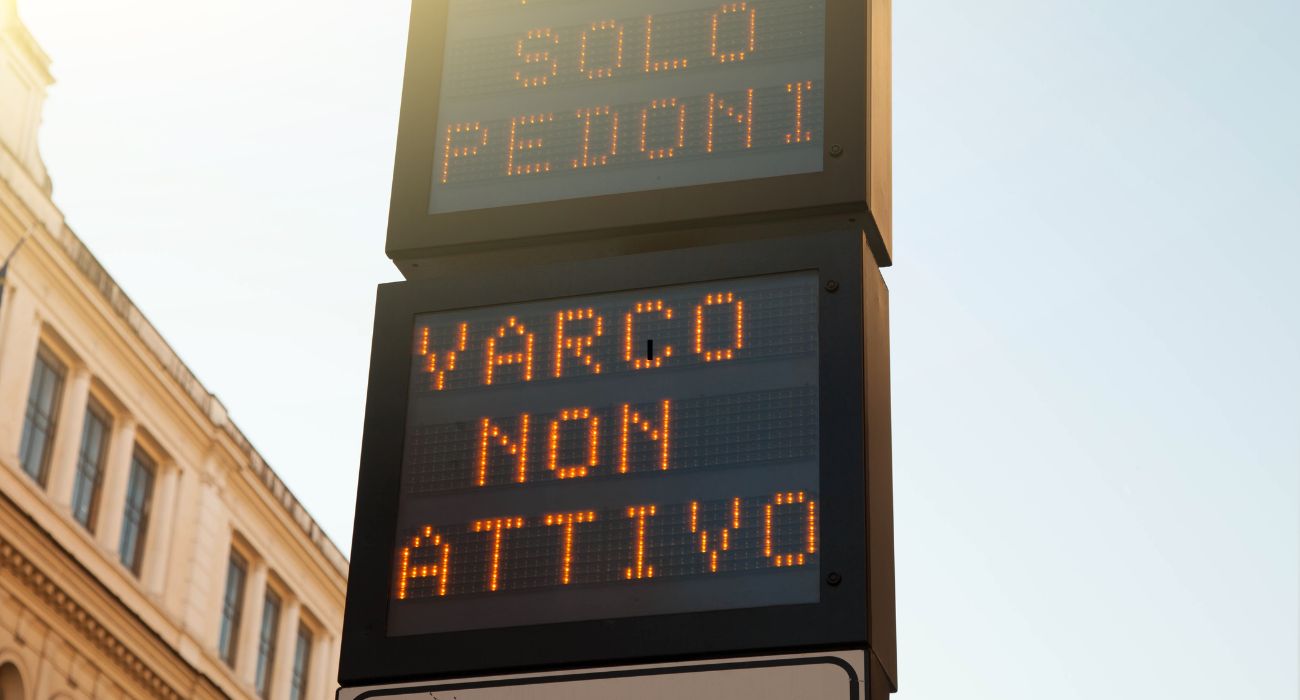 SOLO
PEDONI
VARCO
NON
ATTIVO